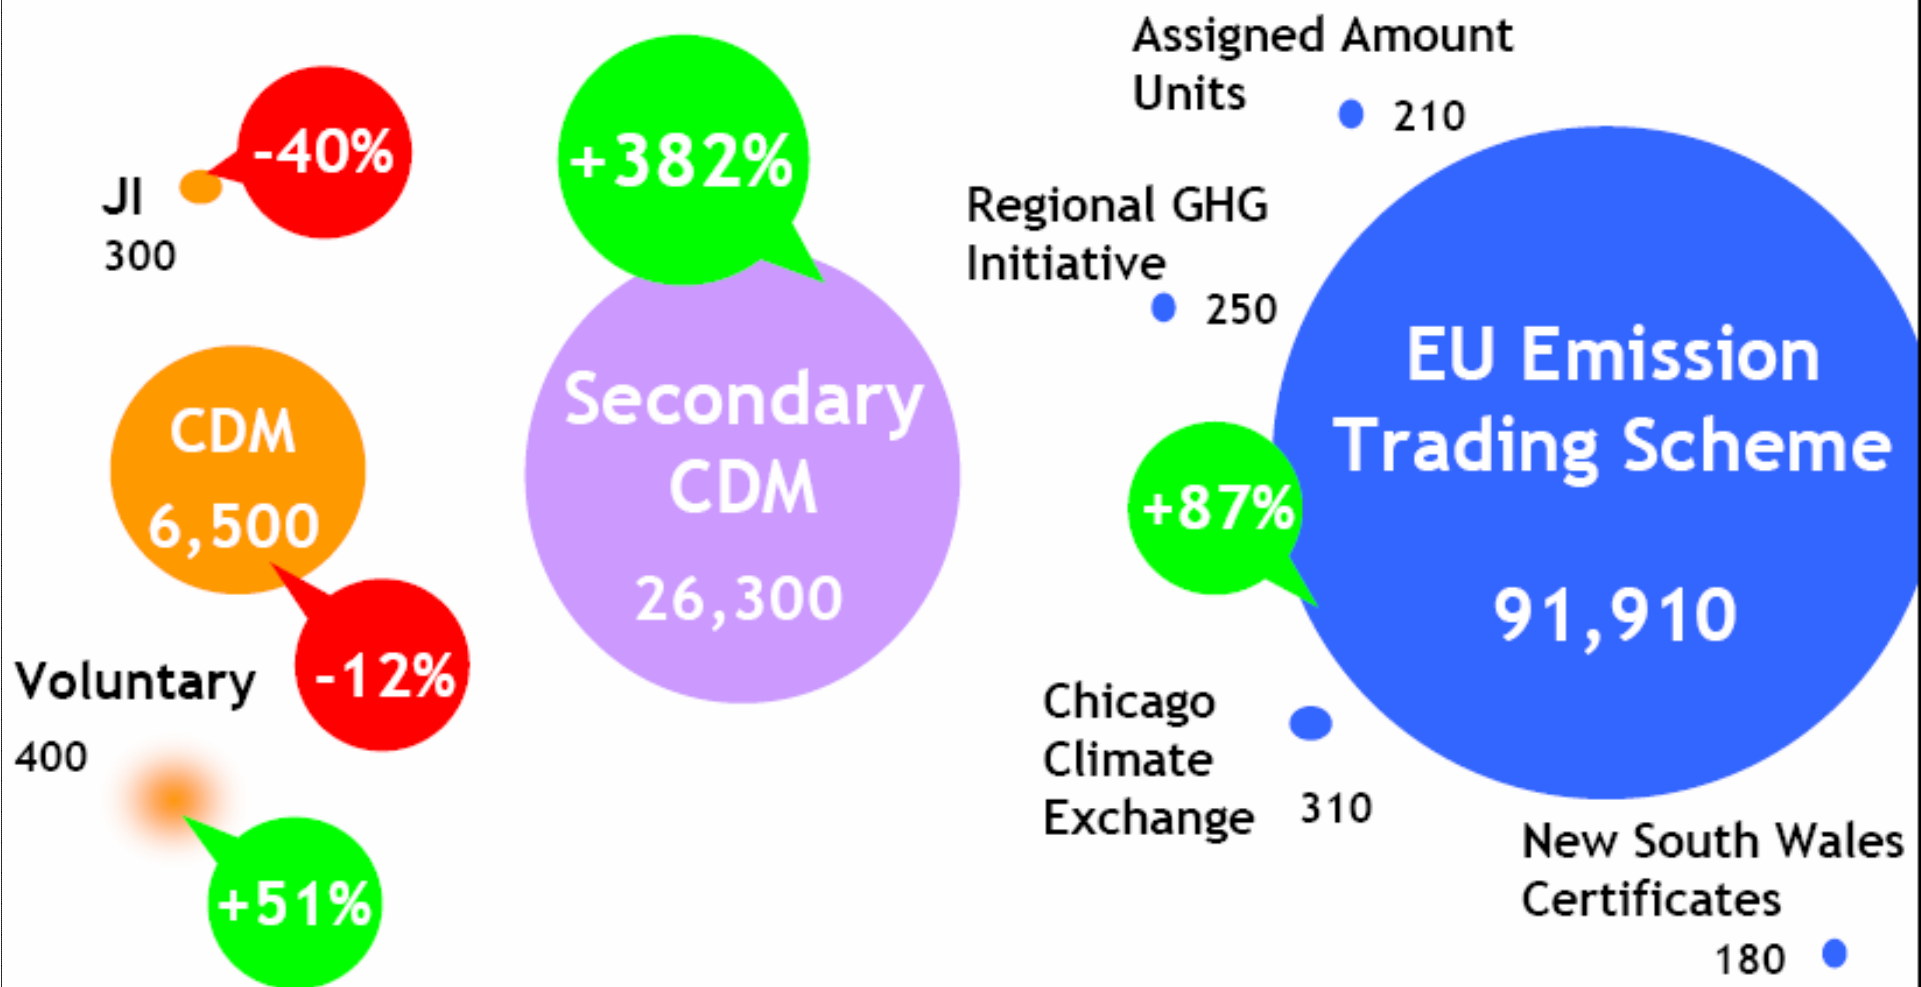 JI
300
-40%
CDM
6,500
-12%
Voluntary
400
+51%
+382%
Secondary
CDM
26,300
Assigned Amount
Units
210
Regional GHG
Initiative
250
EU Emission
Trading Scheme
91,910
+87%
Chicago
Climate
Exchange
310
New South Wales
Certificates
180